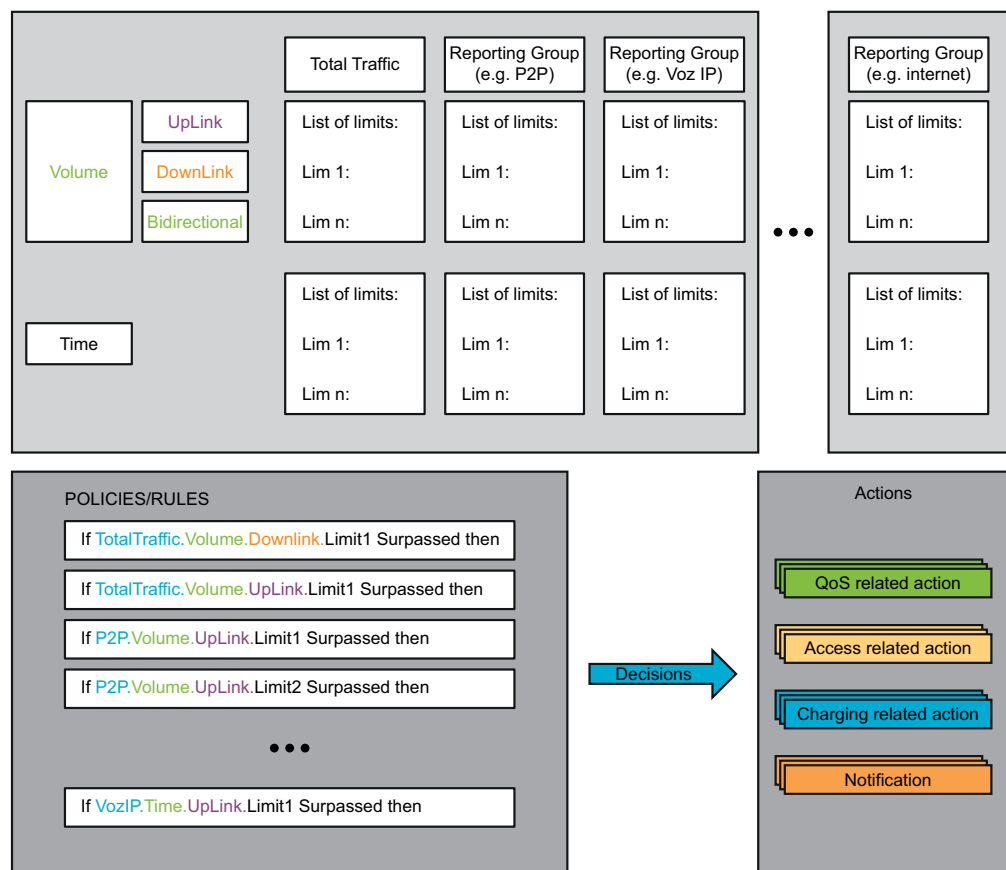 Total Traffic
Reporting Group
(e.g. P2P)
Reporting Group
(e.g. Voz IP)
Reporting Group
(e.g. internet)
Volume
UpLink
DownLink
Bidirectional
List of limits:
Lim 1:
Lim n:
List of limits:
Lim 1:
Lim n:
List of limits:
Lim 1:
Lim n:
List of limits:
Lim 1:
Lim n:
Time
List of limits:
Lim 1:
Lim n:
List of limits:
Lim 1:
Lim n:
List of limits:
Lim 1:
Lim n:
List of limits:
Lim 1:
Lim n:
POLICIES/RULES
If TotalTraffic.Volume.Downlink.Limit1 Surpassed then
If TotalTraffic.Volume.UpLink.Limit1 Surpassed then
If P2P.Volume.UpLink.Limit1 Surpassed then
If P2P.Volume.UpLink.Limit2 Surpassed then
If VozIP.Time.UpLink.Limit1 Surpassed then
Decisions
Actions
QoS related action
Access related action
Charging related action
Notification